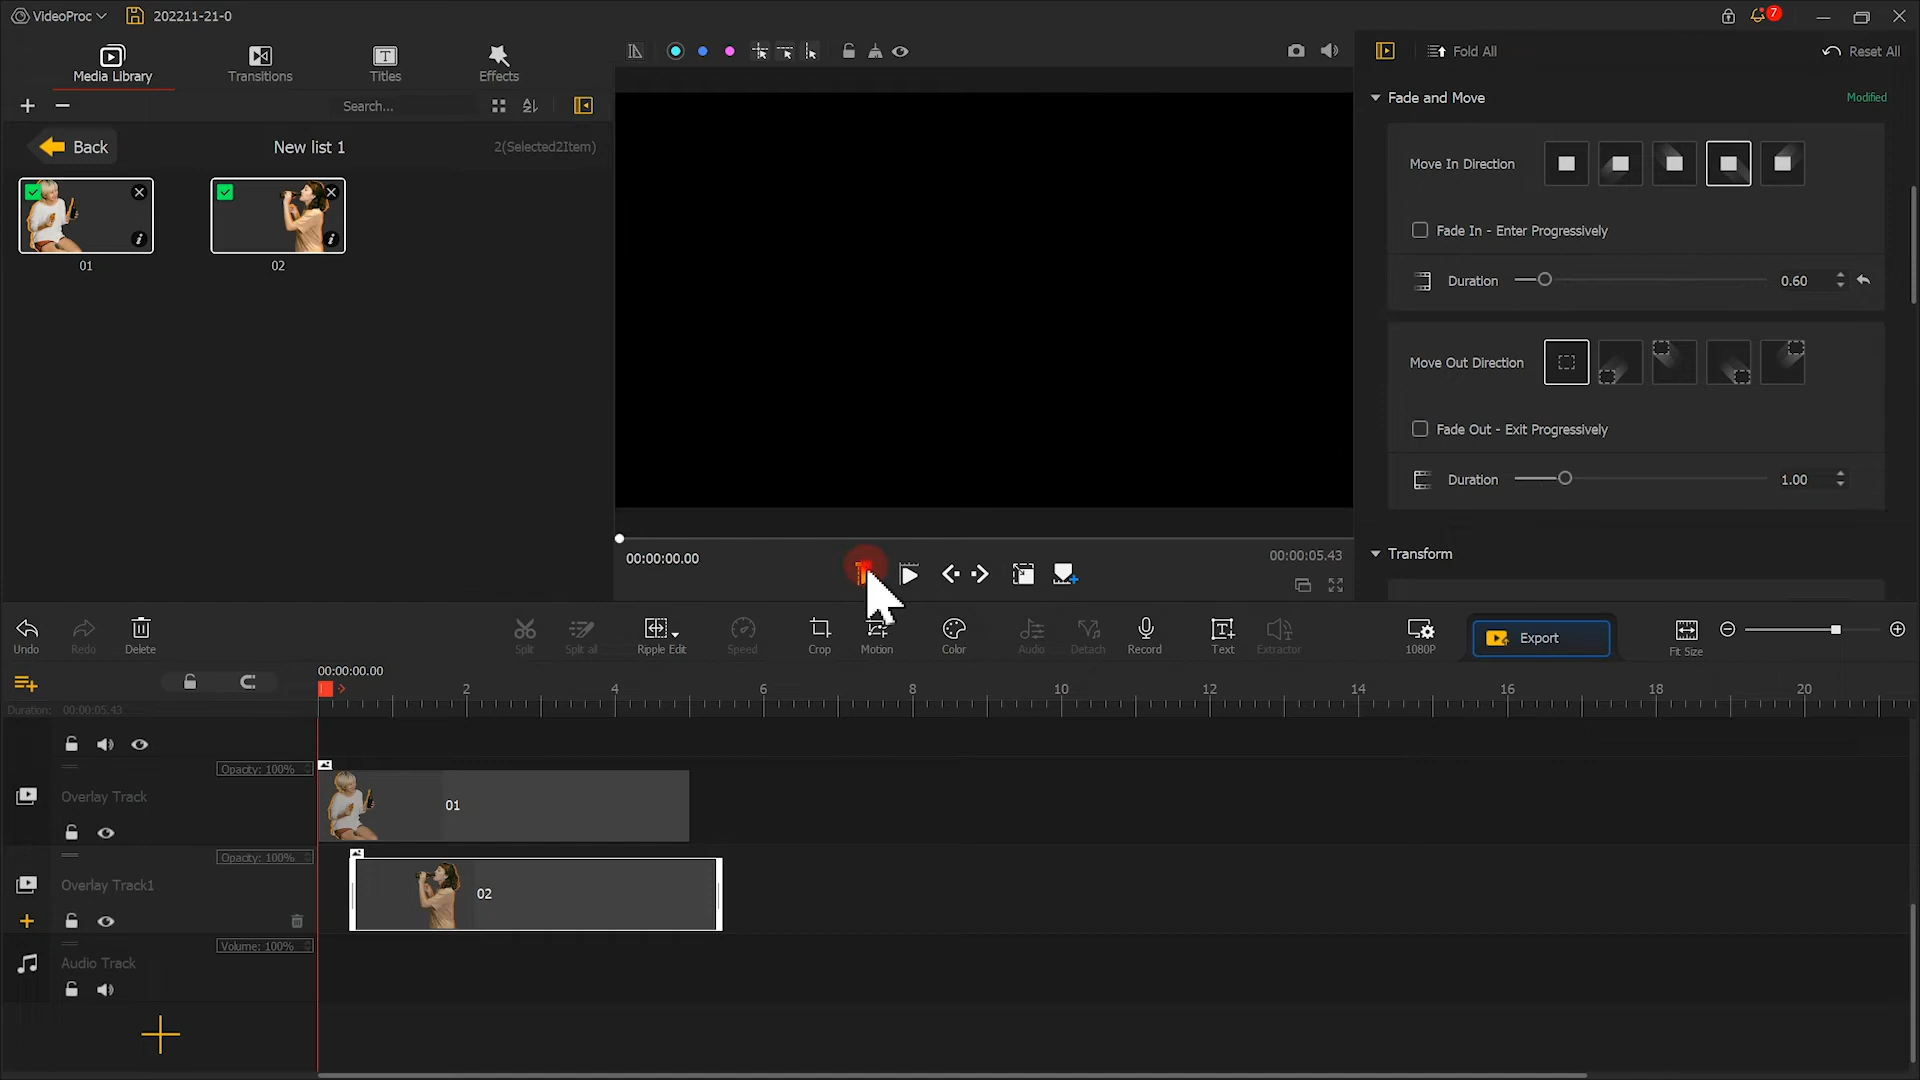 VideoProc
202211-21-0
7
Media Library
Transitions
Titles
Effects
Search...
Back
New list 1
2(Selected2Item)
01
02
Fold All
Reset All
Fade and Move
Modified
Move In Direction
Fade In - Enter Progressively
Duration
0.60
Move Out Direction
Fade Out - Exit Progressively
Duration
1.00
Transform
00:00:00.00
00:00:05.43
Undo
Redo
Delete
Split
Split all
Ripple Edit
Speed
Crop
Motion
Color
Audio
Detach
Record
Text
Extractor
1080P
Export
Fit Size
00:00:00.00
2
4
6
8
10
12
14
16
18
20
Duration: 00:00:05.43
Opacity: 100%
Overlay Track
01
Opacity: 100%
Overlay Track1
02
Volume: 100%
Audio Track